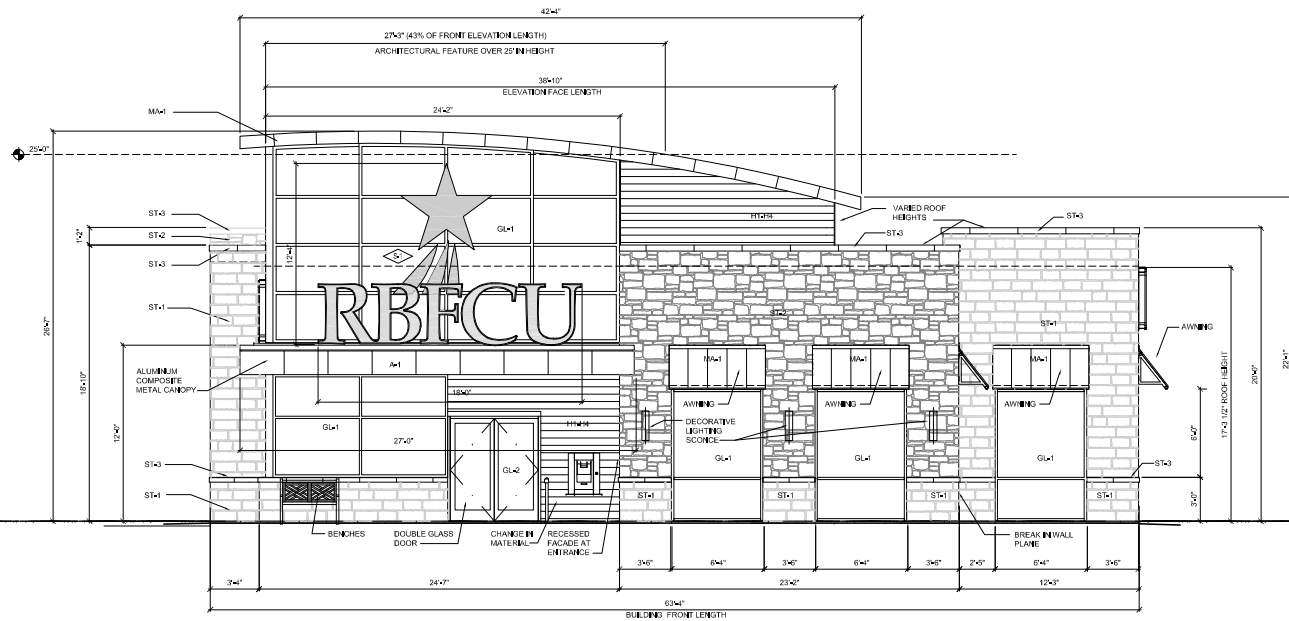 42'-4"
27'-3" (43% OF FRONT ELEVATION LENGTH)
ARCHITECTURAL FEATURE OVER 25' IN HEIGHT
38'-10"
ELEVATION FACE LENGTH
24'-2"
MA-1
25'-0"
ST-3
1'-2"
ST-2
ST-3
ST-1
26'-7"
18'-10"
12'-0"
12'-4"
S-1
GL-1
H1-H4
VARIED ROOF
HEIGHTS
ST-3
ST-3
RBFCU
ST-2
ST-1
AWNING
ALUMINUM
COMPOSITE
METAL CANOPY
A-1
MA-1
MA-1
MA-1
18'-0"
AWNING
AWNING
AWNING
GL-1
H1-H4
DECORATIVE
LIGHTING
SCONCE
27'-0"
GL-2
GL-1
GL-1
GL-1
ST-3
ST-3
ST-1
ST-1
ST-1
ST-1
ST-1
6'-0"
3'-0"
17'-3 1/2" ROOF HEIGHT
20'-0"
22'-1"
BENCHES
DOUBLE GLASS
DOOR
CHANGE IN
MATERIAL
RECESSED
FACADE AT
ENTRANCE
BREAK IN WALL
PLANE
3'-6"
6'-4"
3'-6"
6'-4"
3'-6"
2'-5"
6'-4"
3'-6"
3'-4"
24'-7"
23'-2"
12'-3"
63'-4"
BUILDING FRONT LENGTH